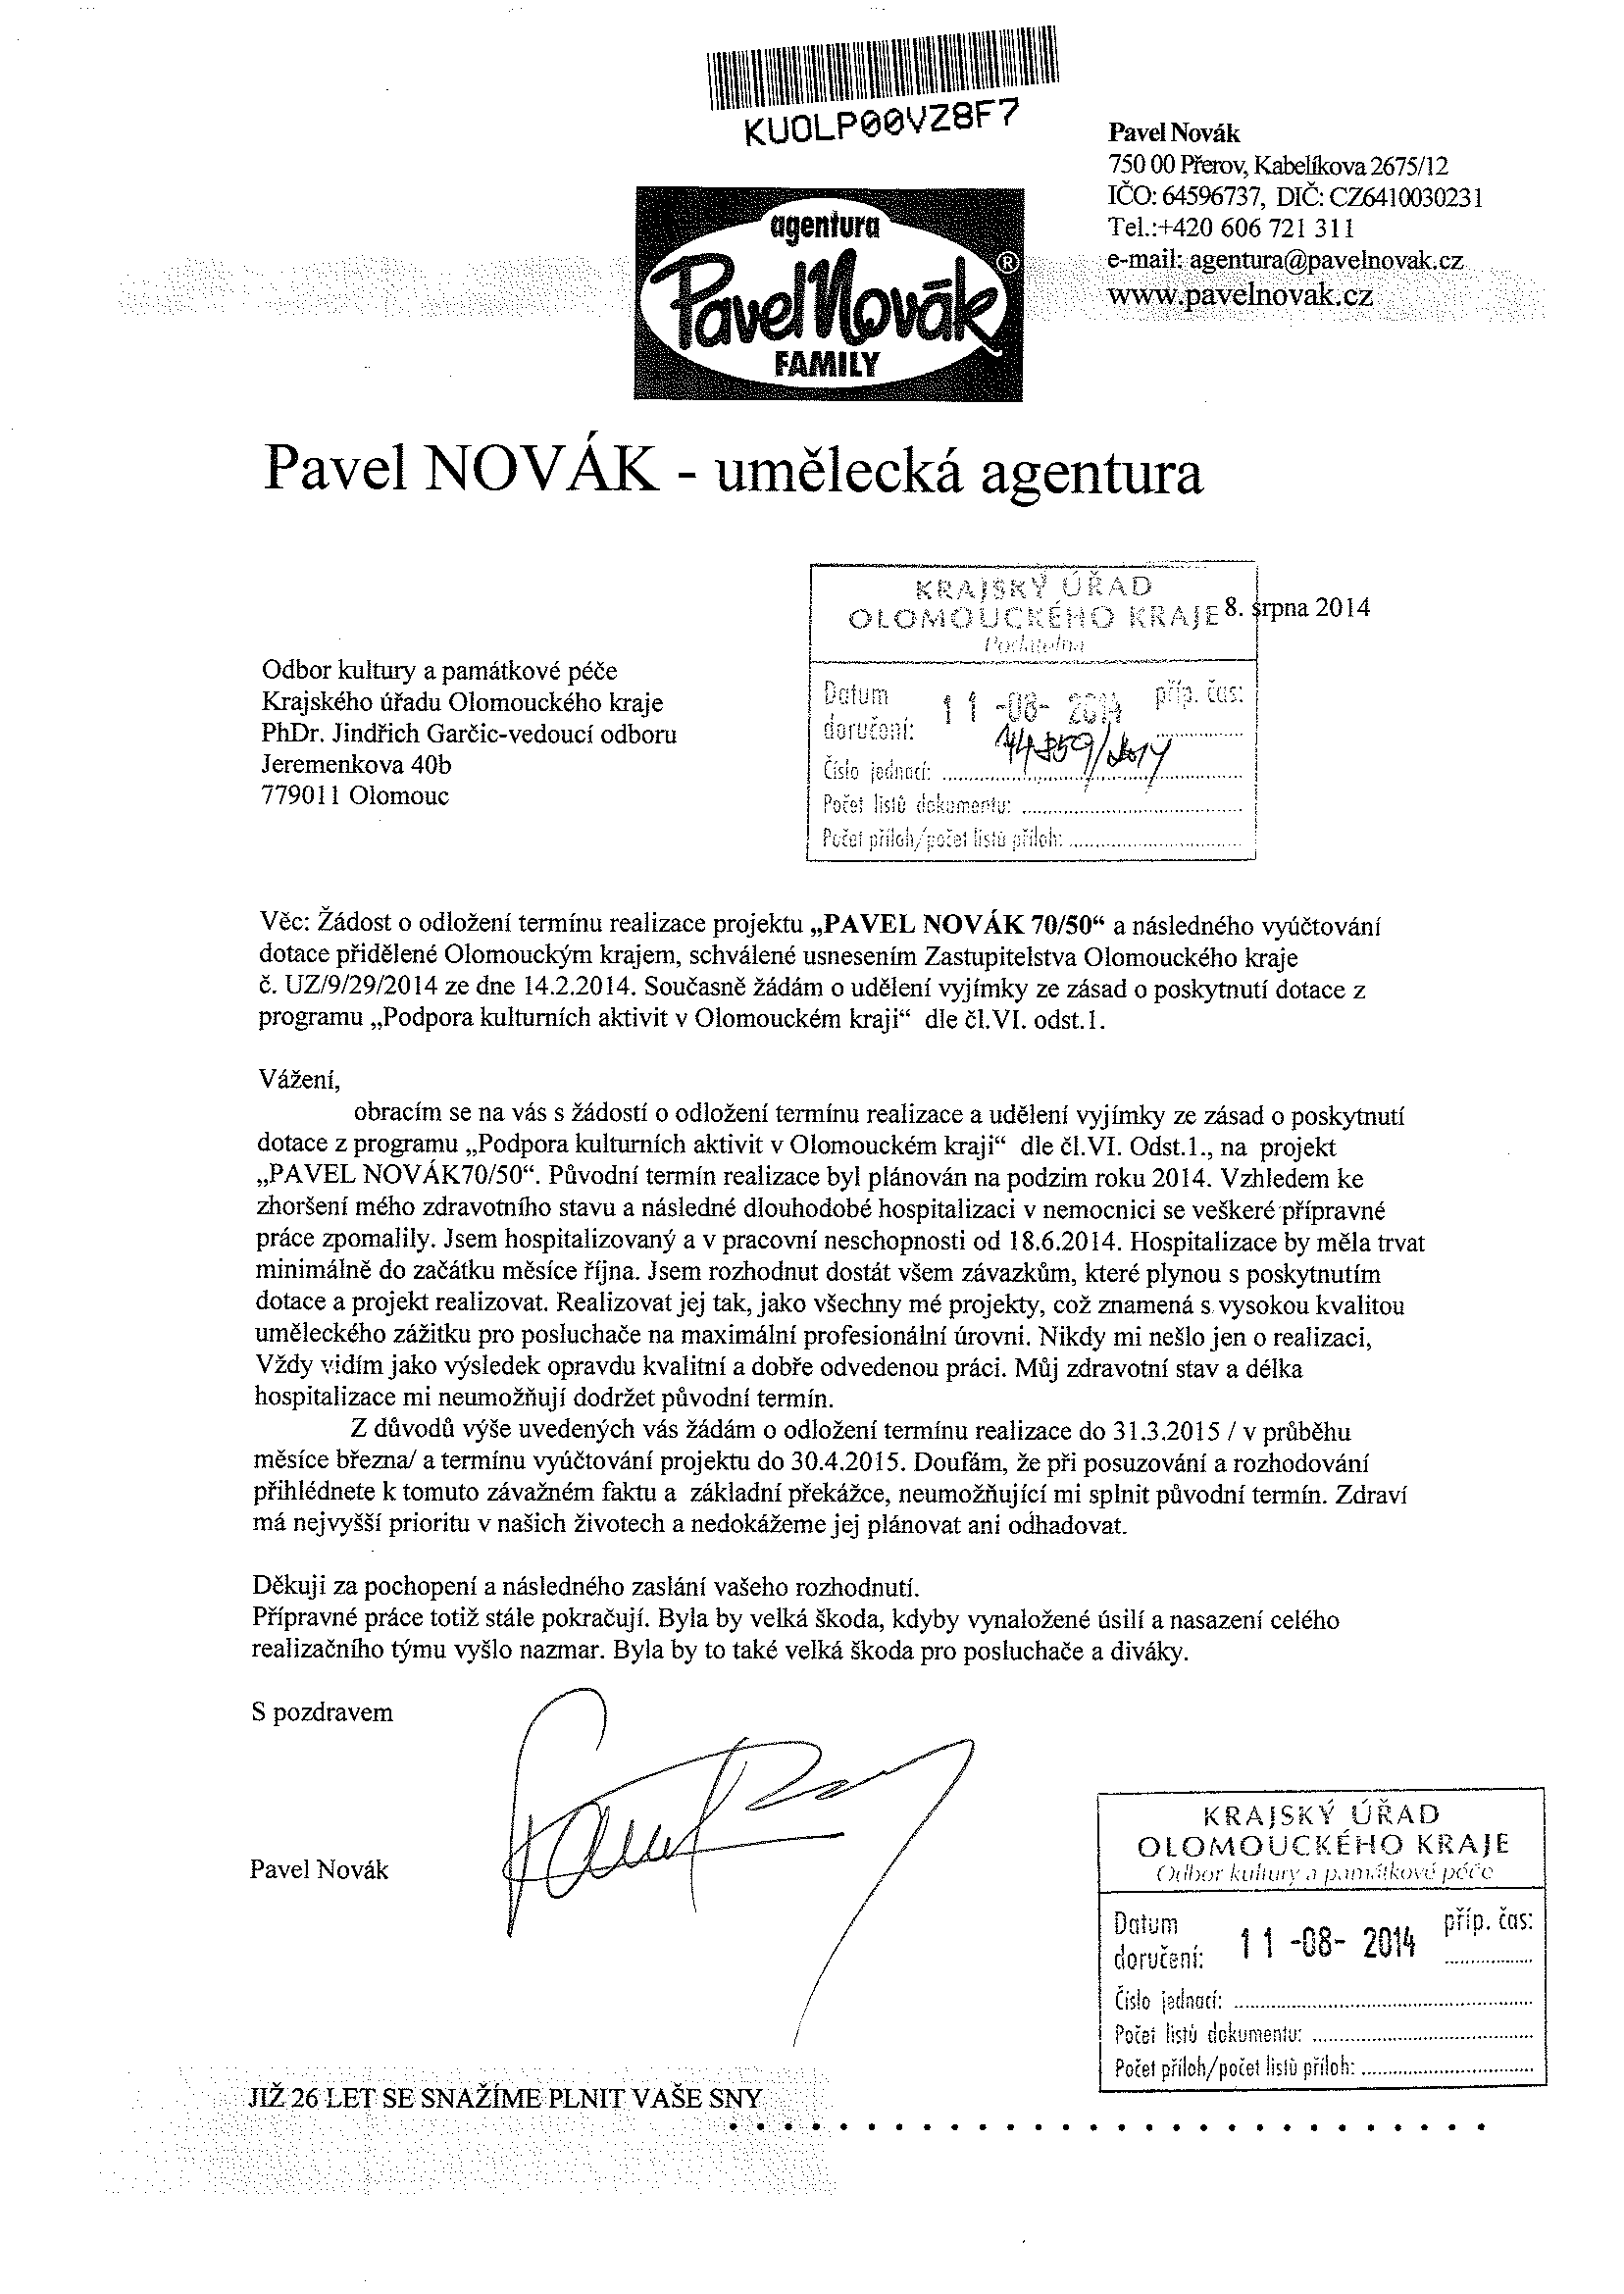 KUOLP00VZ8F7
Pavel Novák
750 00 Přerov, Kabelíkova 2675/12
IČO: 64596737, DIČ: CZ6410030231
Tel.:+420 606 721 311
e-mail: agentura@pavelnovak.cz
www.pavelnovak.cz
agentura
Pavel Novák ®
FAMILY
Pavel NOVÁK - umělecká agentura
KRAJSKÝ ÚŘAD
OLOMOUCKÉHO KRAJE
Podatelna
8. srpna 2014
Datum doručení: 11 -08- 2014 příp. čas:
Číslo jednací:
Počet listů dokumentu:
Počet příloh/počet listů příloh:
Odbor kultury a památkové péče
Krajského úřadu Olomouckého kraje
PhDr. Jindřich Garčic-vedoucí odboru
Jeremenkova 40b
779011 Olomouc
Věc: Žádost o odložení termínu realizace projektu „PAVEL NOVÁK 70/50“ a následného vyúčtování
dotace přidělené Olomouckým krajem, schválené usnesením Zastupitelstva Olomouckého kraje
č. UZ/9/29/2014 ze dne 14.2.2014. Současně žádám o udělení vyjímky ze zásad o poskytnutí dotace z
programu „Podpora kulturních aktivit v Olomouckém kraji“ dle čl.VI. odst.1.
Vážení,
obracím se na vás s žádostí o odložení termínu realizace a udělení vyjímky ze zásad o poskytnutí
dotace z programu „Podpora kulturních aktivit v Olomouckém kraji“ dle čl.VI. Odst.1., na projekt
„PAVEL NOVÁK70/50“. Původní termín realizace byl plánován na podzim roku 2014. Vzhledem ke
zhoršení mého zdravotního stavu a následné dlouhodobé hospitalizaci v nemocnici se veškeré přípravné
práce zpomalily. Jsem hospitalizovaný a v pracovní neschopnosti od 18.6.2014. Hospitalizace by měla trvat
minimálně do začátku měsíce října. Jsem rozhodnut dostát všem závazkům, které plynou s poskytnutím
dotace a projekt realizovat. Realizovat jej tak, jako všechny mé projekty, což znamená s vysokou kvalitou
uměleckého zážitku pro posluchače na maximální profesionální úrovni. Nikdy mi nešlo jen o realizaci,
Vždy vidím jako výsledek opravdu kvalitní a dobře odvedenou práci. Můj zdravotní stav a délka
hospitalizace mi neumožňují dodržet původní termín.
Z důvodů výše uvedených vás žádám o odložení termínu realizace do 31.3.2015 / v průběhu
měsíce března/ a termínu vyúčtování projektu do 30.4.2015. Doufám, že při posuzování a rozhodování
přihlédnete k tomuto závažném faktu a základní překážce, neumožňující mi splnit původní termín. Zdraví
má nejvyšší prioritu v našich životech a nedokážeme jej plánovat ani odhadovat.
Děkuji za pochopení a následného zaslání vašeho rozhodnutí.
Přípravné práce totiž stále pokračují. Byla by velká škoda, kdyby vynaložené úsilí a nasazení celého
realizačního týmu vyšlo nazmar. Byla by to také velká škoda pro posluchače a diváky.
S pozdravem
Pavel Novák
KRAJSKÝ ÚŘAD
OLOMOUCKÉHO KRAJE
Odbor kultury a památkové péče
Datum doručení: 11 -08- 2014 příp. čas:
Číslo jednací:
Počet listů dokumentu:
Počet příloh/počet listů příloh:
JIŽ 26 LET SE SNAŽÍME PLNIT VAŠE SNY